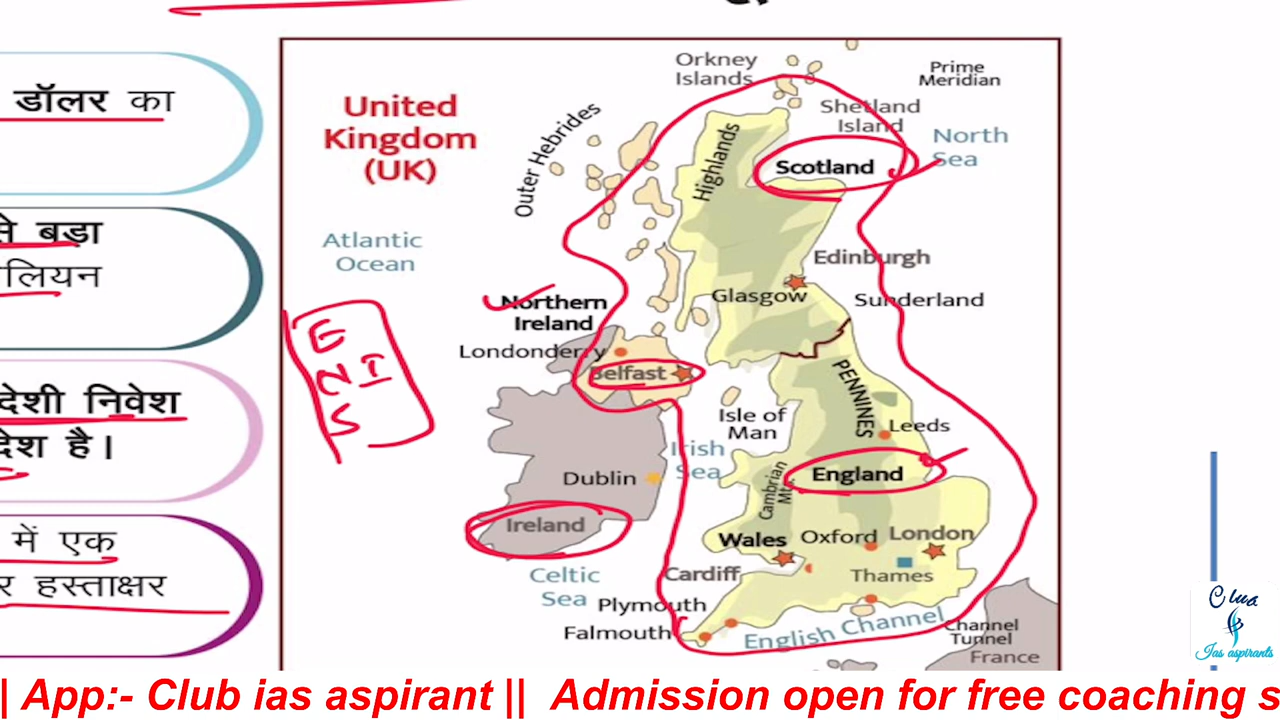 डॉलर का
से बड़ा
लियन
देशी निवेश
देश है।
में एक
र हस्ताक्षर
United
Kingdom
(UK)
Atlantic
Ocean
Outer Hebrides
Orkney
Islands
Prime
Meridian
Shetland
Island
North
Sea
Highlands
Scotland
Edinburgh
Glasgow
Sunderland
Northern
Ireland
Londonderry
Belfast
E
N I
S
Isle of
Man
PENNINES
Leeds
Irish
Sea
Dublin
England
Cambrian
Mt.
Ireland
Wales
Oxford
London
Celtic
Sea
Cardiff
Thames
Plymouth
Falmouth
English Channel
Channel
Tunnel
France
Club
Ias aspirants
| App:- Club ias aspirant || Admission open for free coaching s